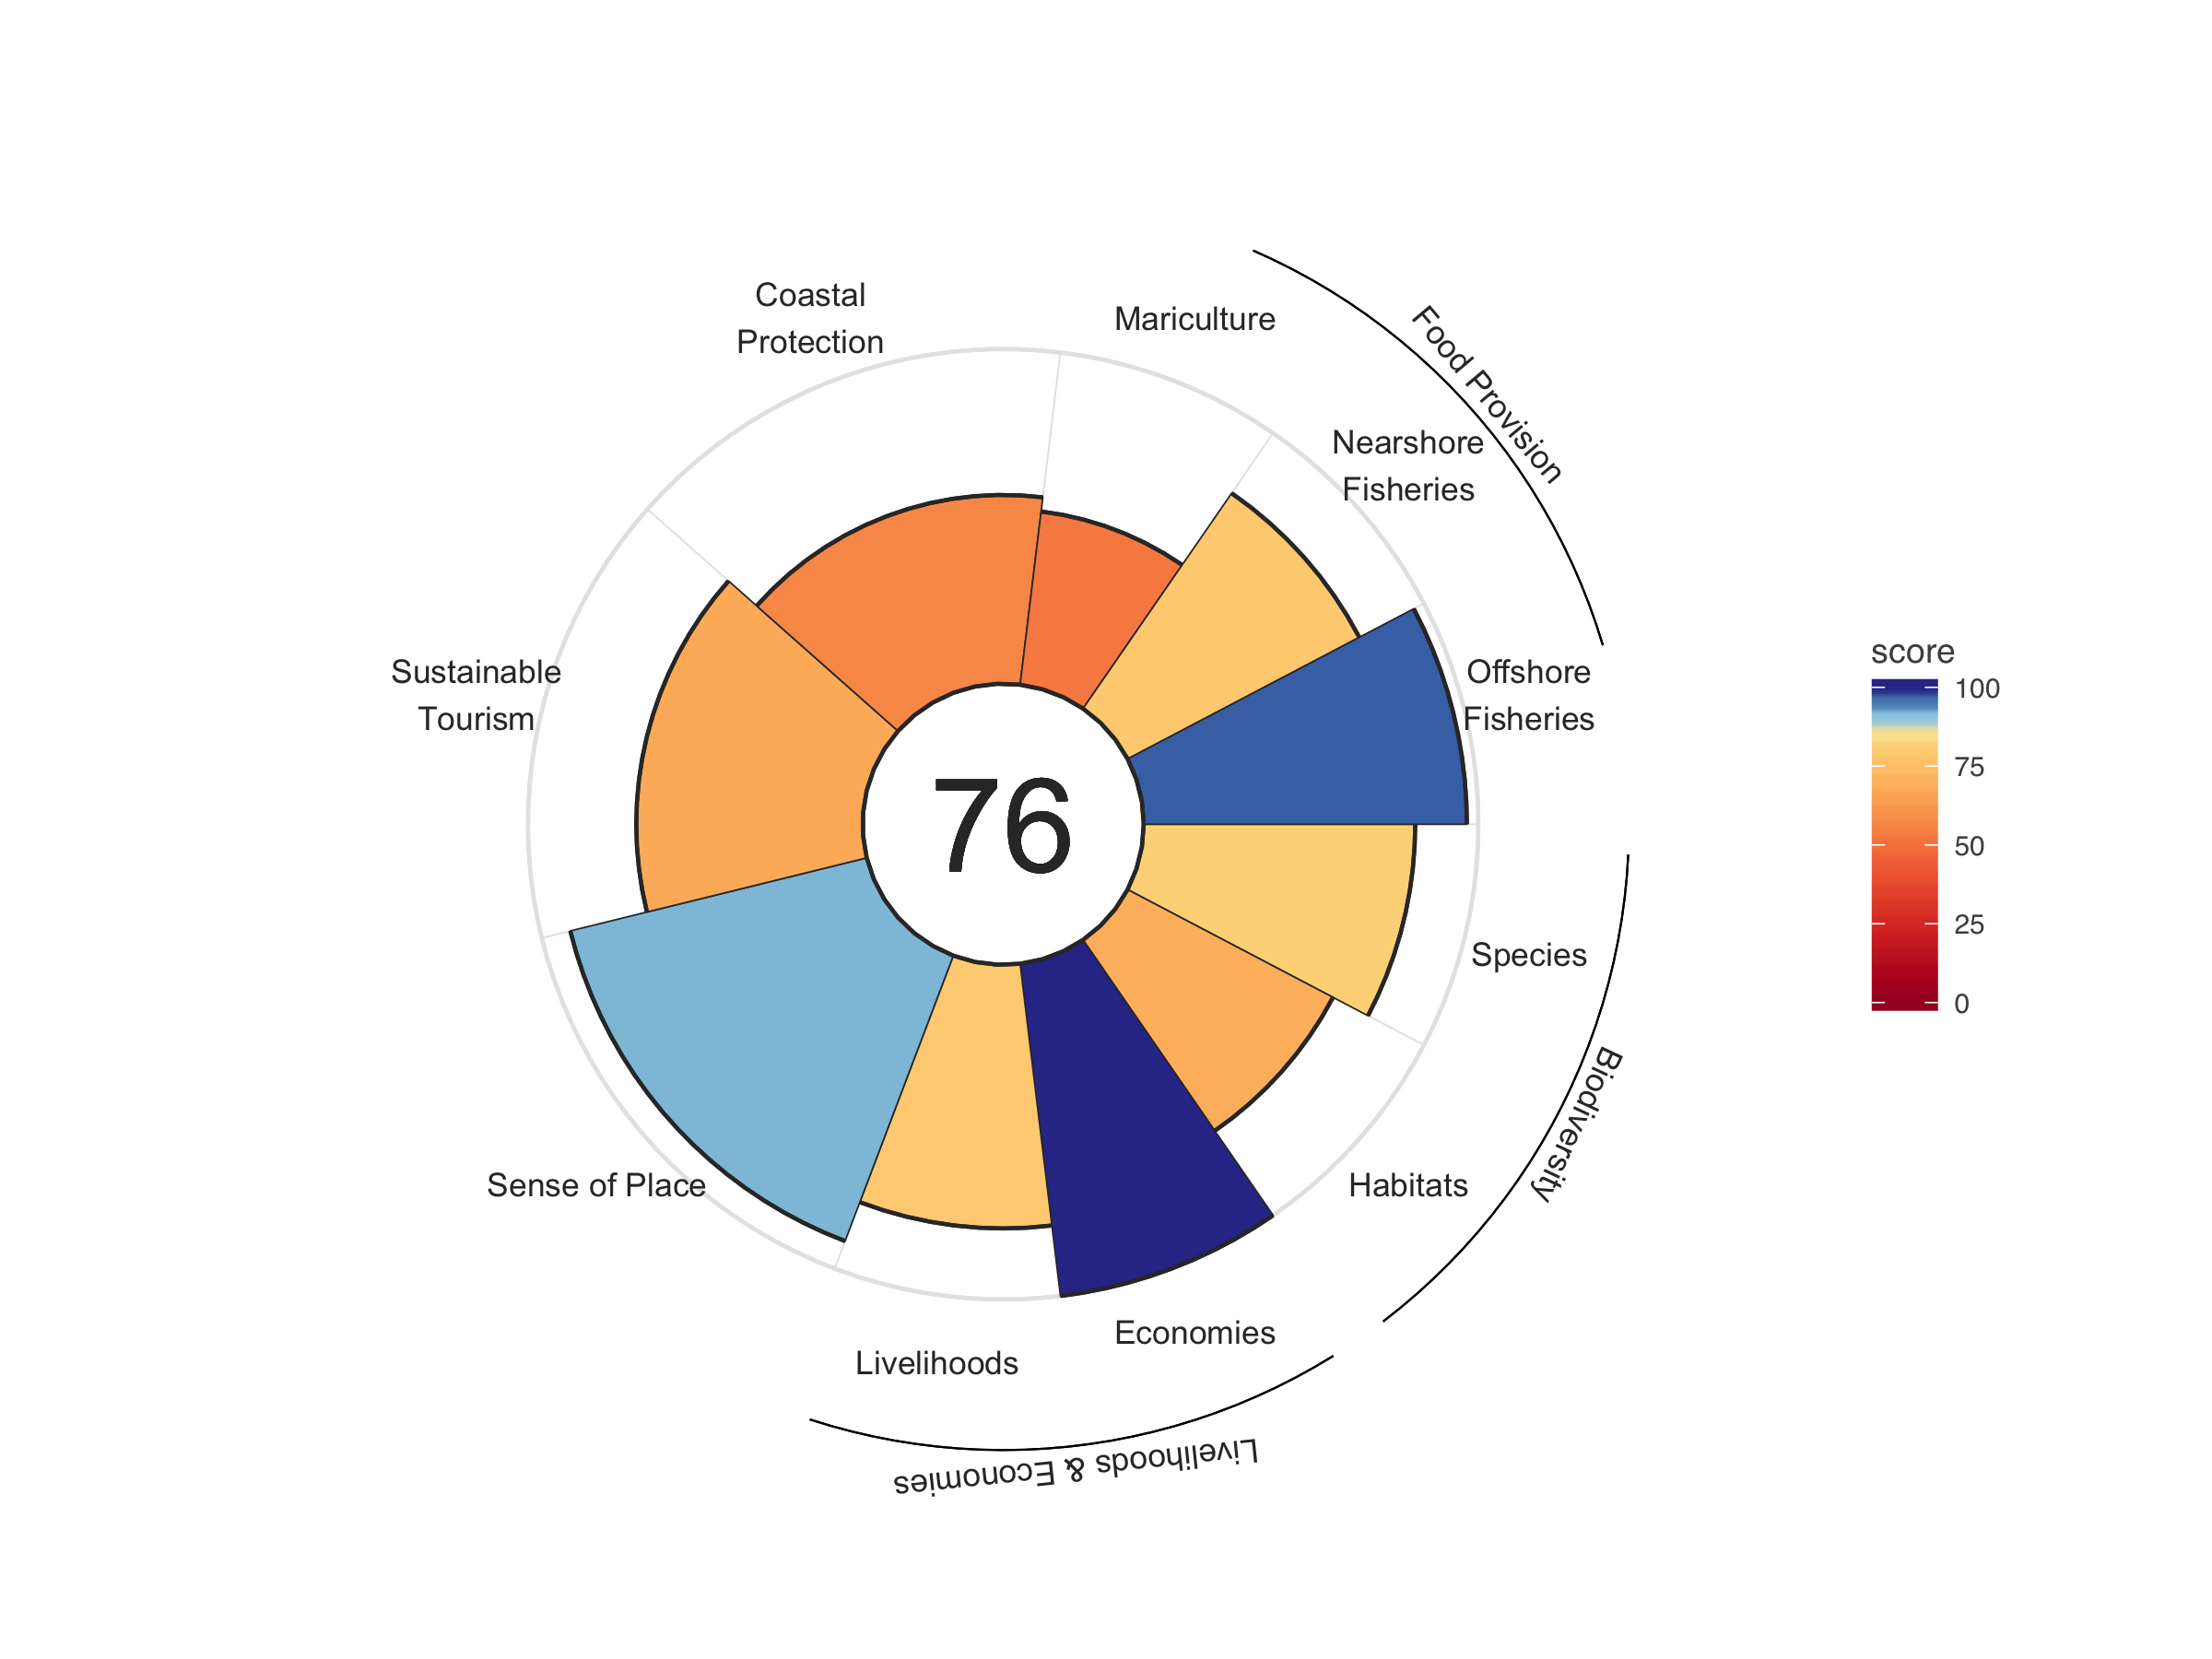 Coastal
Protection
Mariculture
Food Provision
Nearshore
Fisheries
Sustainable
Tourism
Offshore
Fisheries
76
Species
Biodiversity
Sense of Place
Habitats
Economies
Livelihoods
Livelihoods & Economies
score
100
75
50
25
0